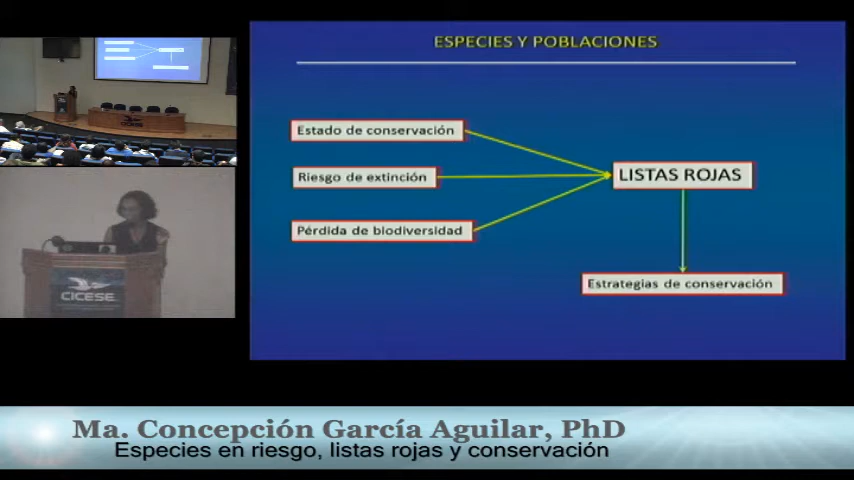 ESPECIES Y POBLACIONES
Estado de conservación
Riesgo de extinción
LISTAS ROJAS
Pérdida de biodiversidad
Estrategias de conservación
CICESE
Ma. Concepción García Aguilar, PhD
Especies en riesgo, listas rojas y conservación